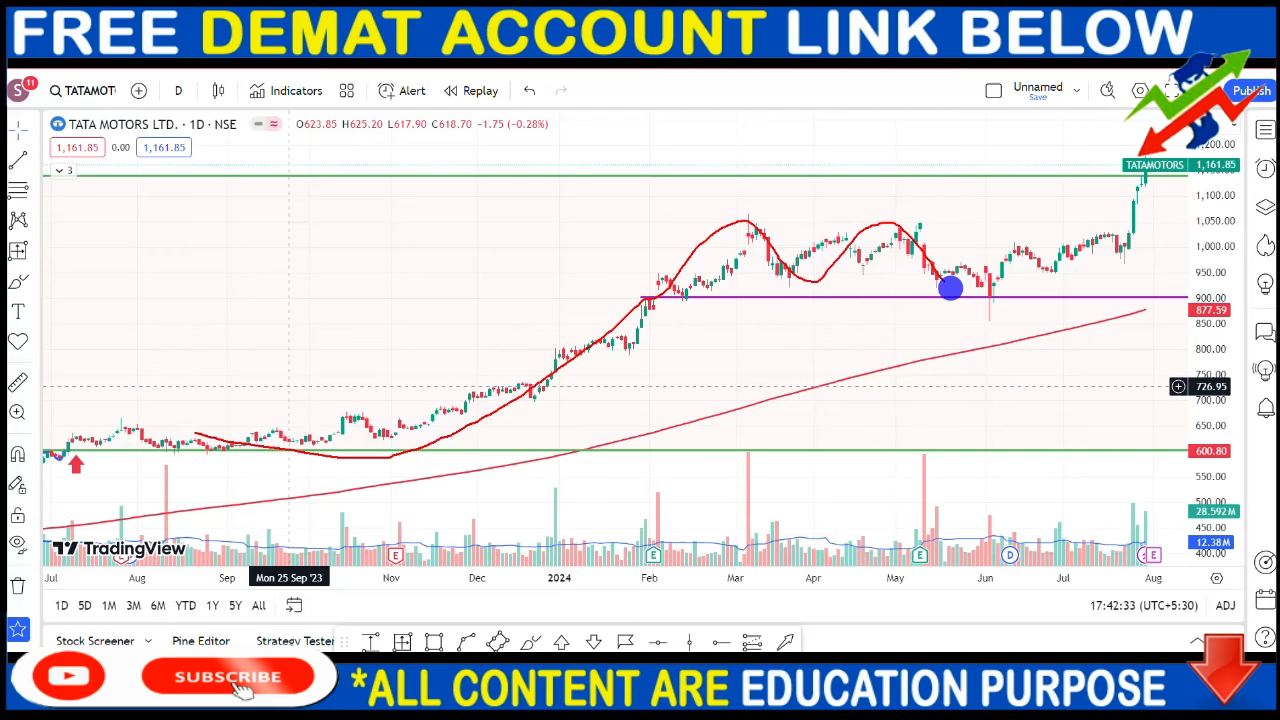 FREE DEMAT ACCOUNT LINK BELOW
S 11 TATAMOT D Indicators Alert Replay Unnamed Save Publish
TATA MOTORS LTD. · 1D · NSE O623.85 H625.20 L617.90 C618.70 -1.75 (-0.28%)
1,161.85 0.00 1,161.85
3
TATAMOTORS 1,161.85
1,100.00
1,050.00
1,000.00
950.00
900.00
877.59
850.00
800.00
726.95
700.00
650.00
600.80
550.00
500.00
28.592M
450.00
12.38M
400.00
TradingView
E E E D E
Jul Aug Sep Mon 25 Sep '23 Nov Dec 2024 Feb Mar Apr May Jun Jul Aug
1D 5D 1M 3M 6M YTD 1Y 5Y All 17:42:33 (UTC+5:30) ADJ
Stock Screener Pine Editor Strategy Tester
SUBSCRIBE
*ALL CONTENT ARE EDUCATION PURPOSE